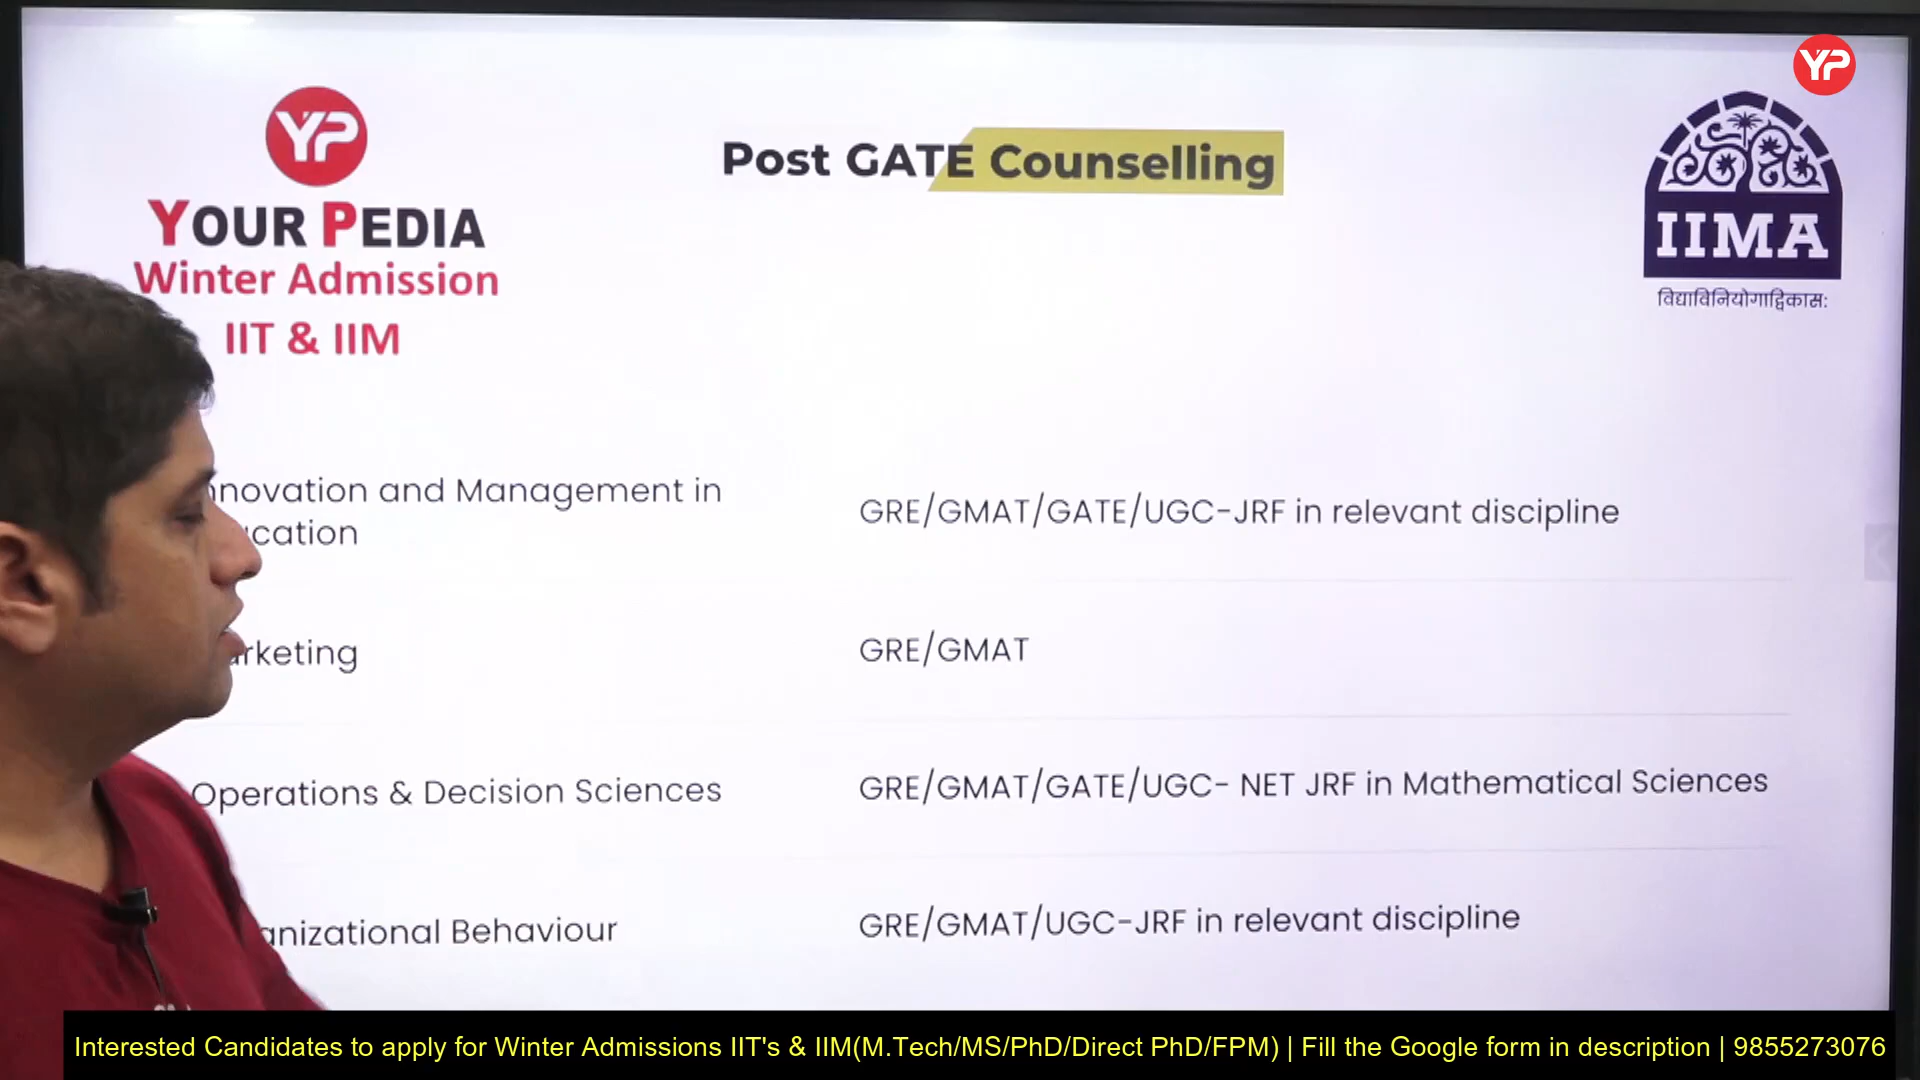 YP
YP
YOUR PEDIA
Winter Admission
IIT & IIM
Post GATE Counselling
IIMA
विद्याविनियोगाद्विकास:
nnovation and Management in
cation
GRE/GMAT/GATE/UGC-JRF in relevant discipline
rketing
GRE/GMAT
Operations & Decision Sciences
GRE/GMAT/GATE/UGC- NET JRF in Mathematical Sciences
anizational Behaviour
GRE/GMAT/UGC-JRF in relevant discipline
Interested Candidates to apply for Winter Admissions IIT's & IIM(M.Tech/MS/PhD/Direct PhD/FPM) | Fill the Google form in description | 9855273076